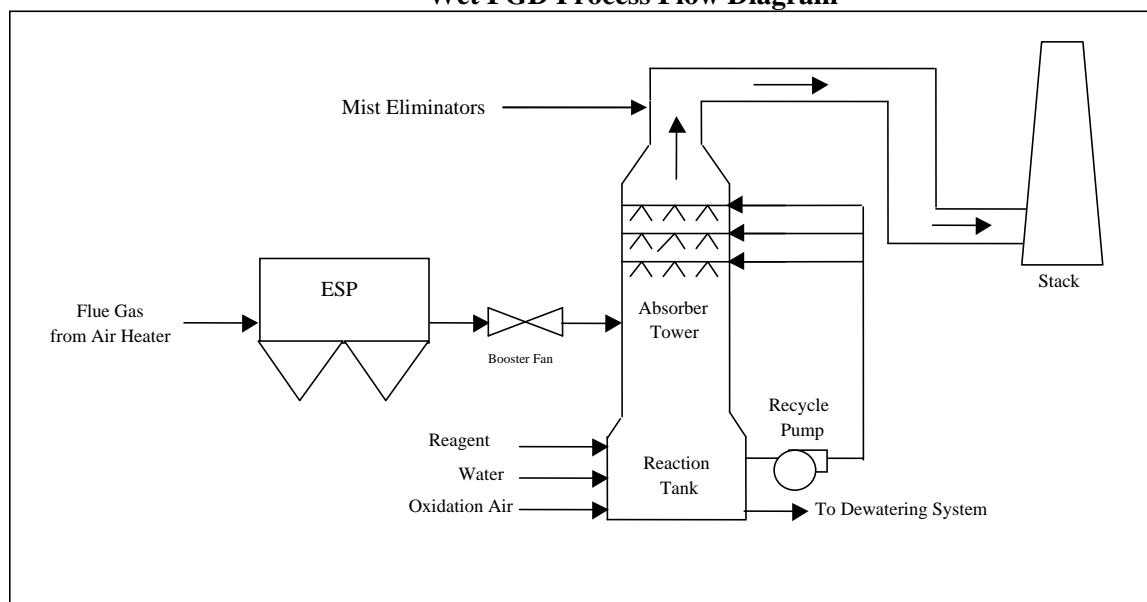 Wet FGD Process Flow Diagram
Mist Eliminators
Stack
ESP
Flue Gas
from Air Heater
Booster Fan
Absorber
Tower
Recycle
Pump
Reagent
Water
Oxidation Air
Reaction
Tank
To Dewatering System